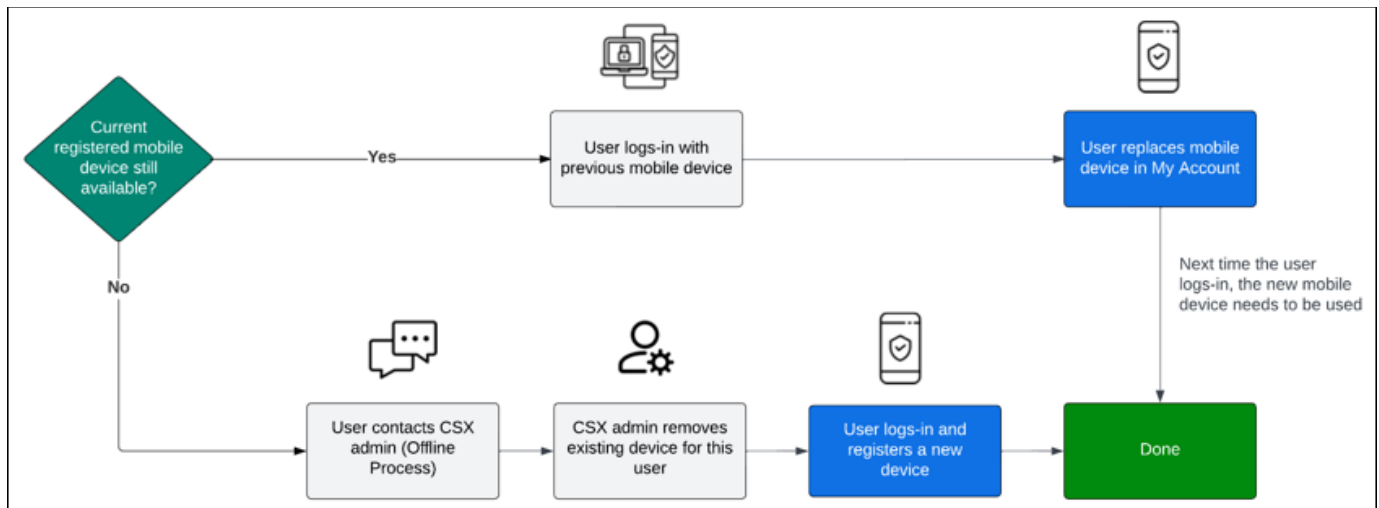 Current
registered mobile
device still
available?
Yes
User logs-in with
previous mobile device
User replaces mobile
device in My Account
Next time the user
logs-in, the new mobile
device needs to be used
No
User contacts CSX
admin (Offline
Process)
CSX admin removes
existing device for this
user
User logs-in and
registers a new
device
Done